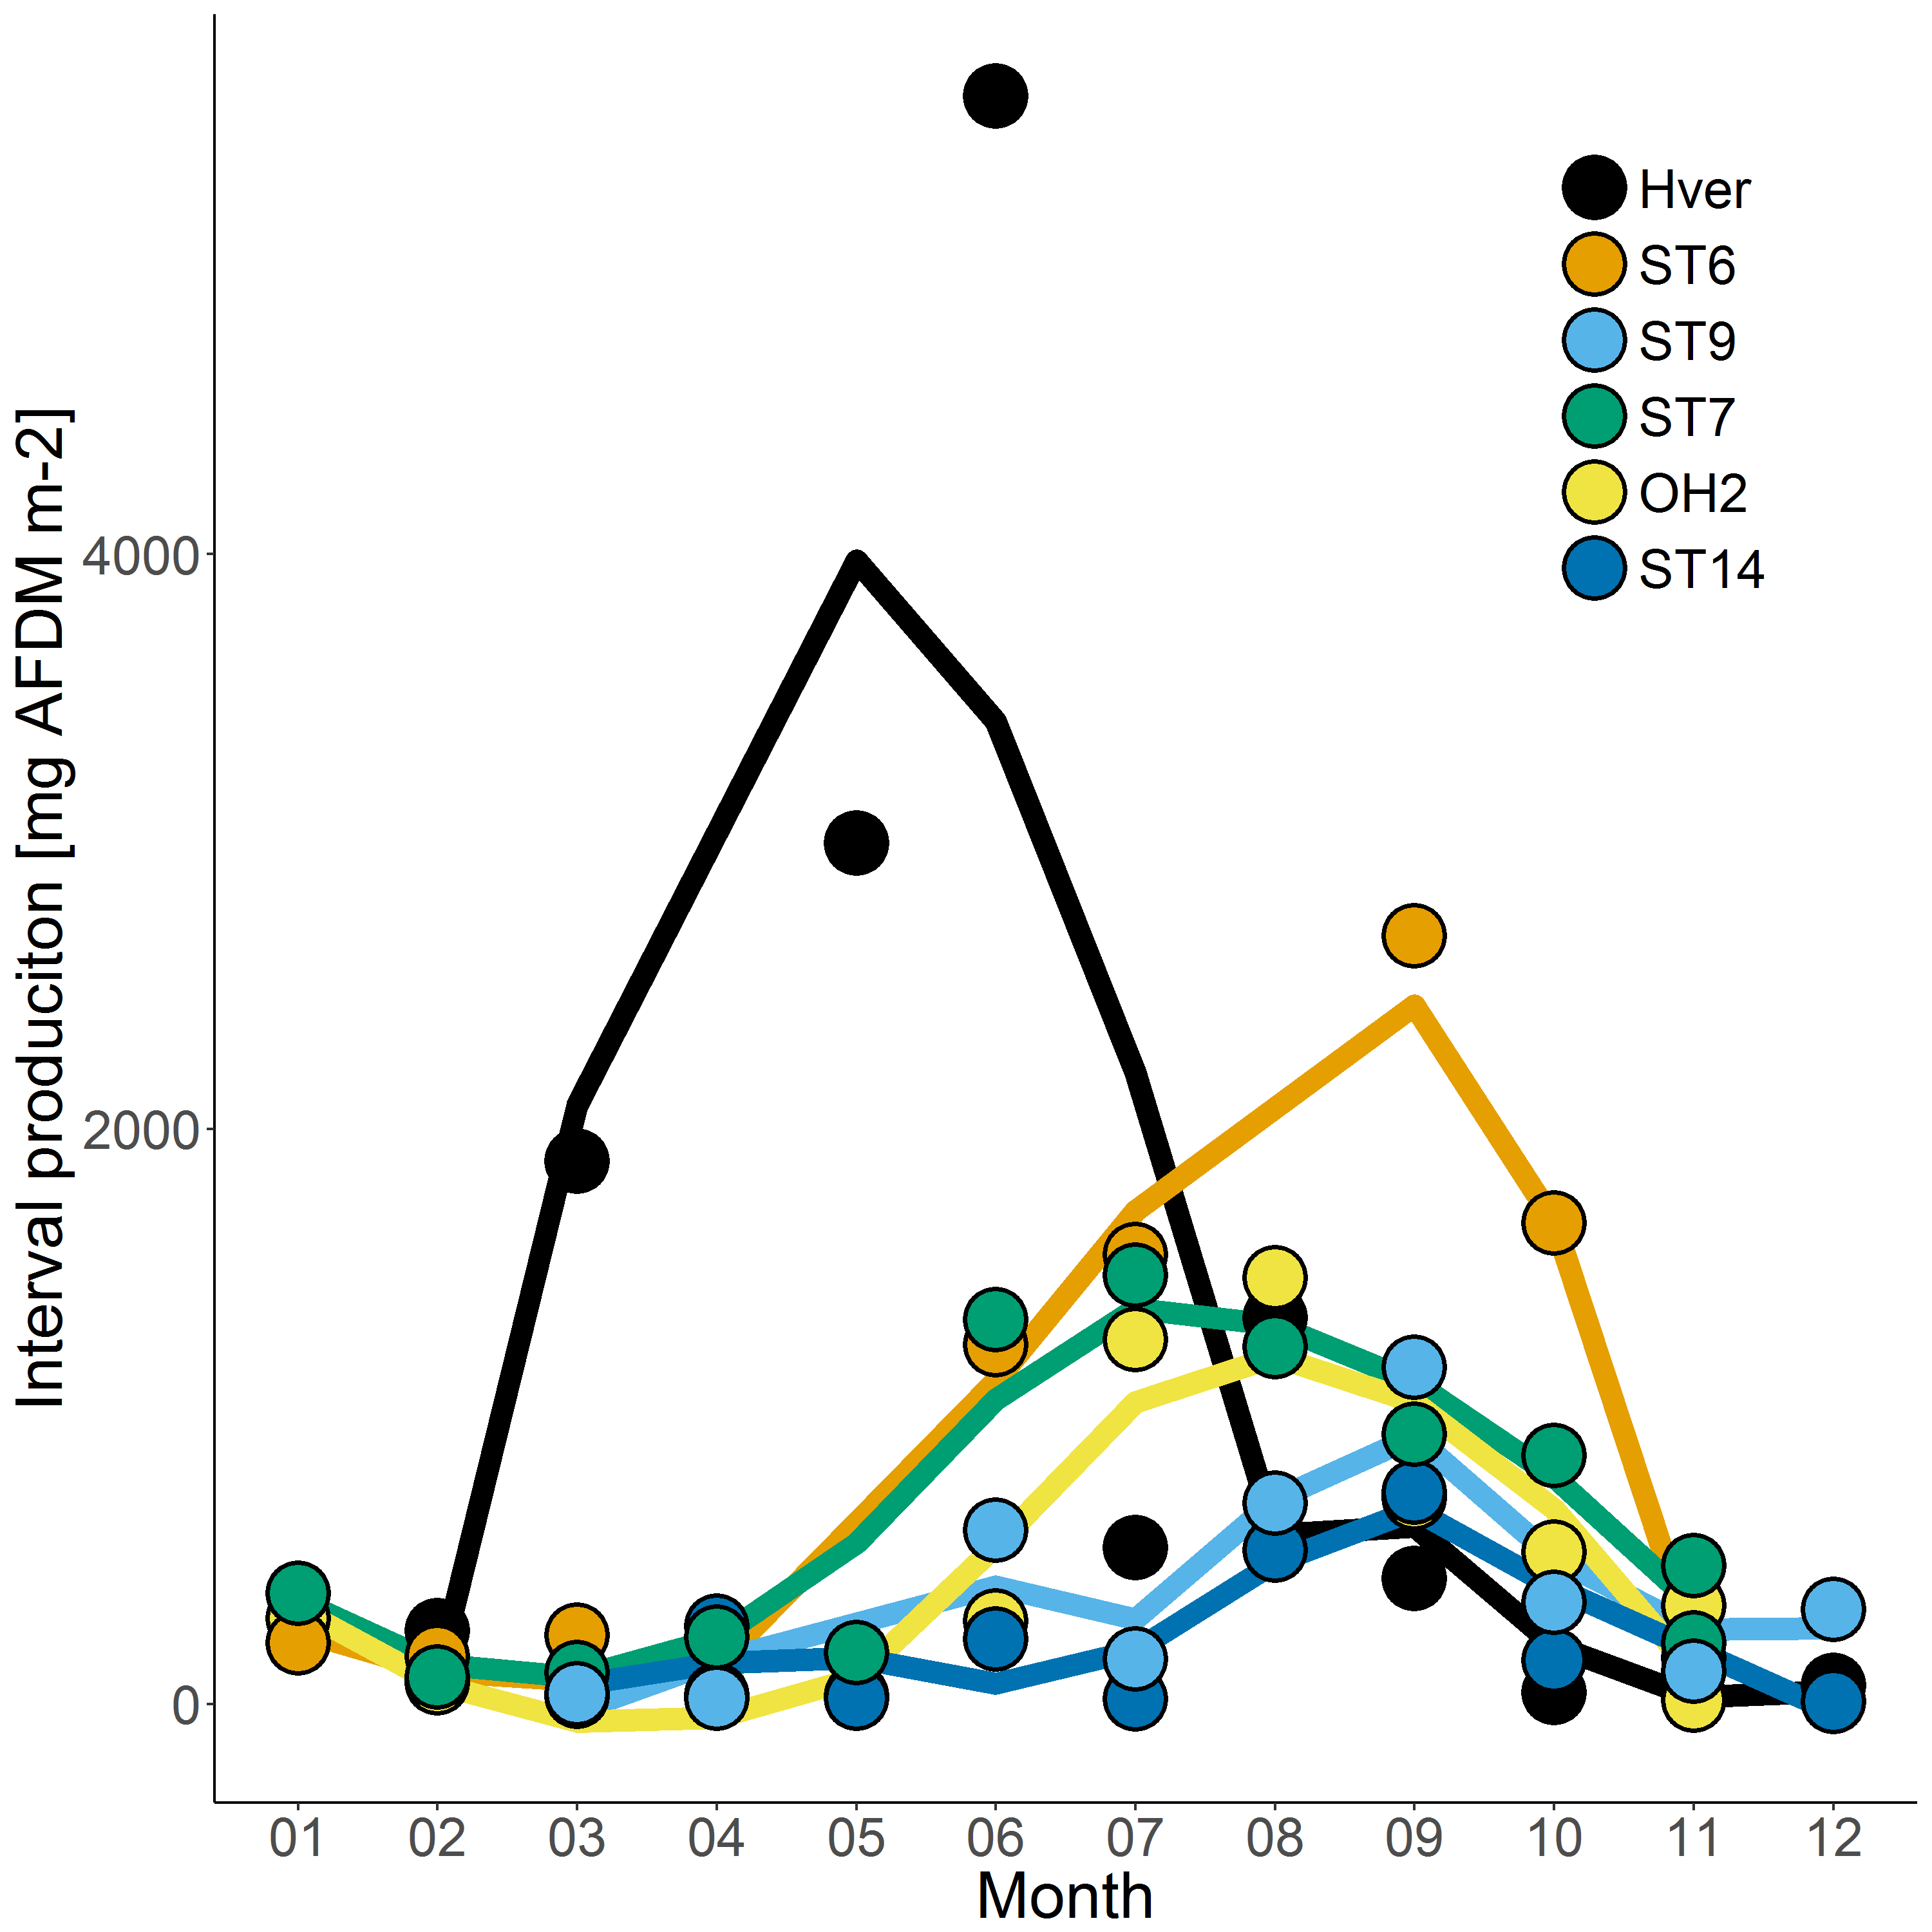 Interval produciton [mg AFDM m-2]
4000
2000
0
Hver
ST6
ST9
ST7
OH2
ST14
01 02 03 04 05 06 07 08 09 10 11 12
Month